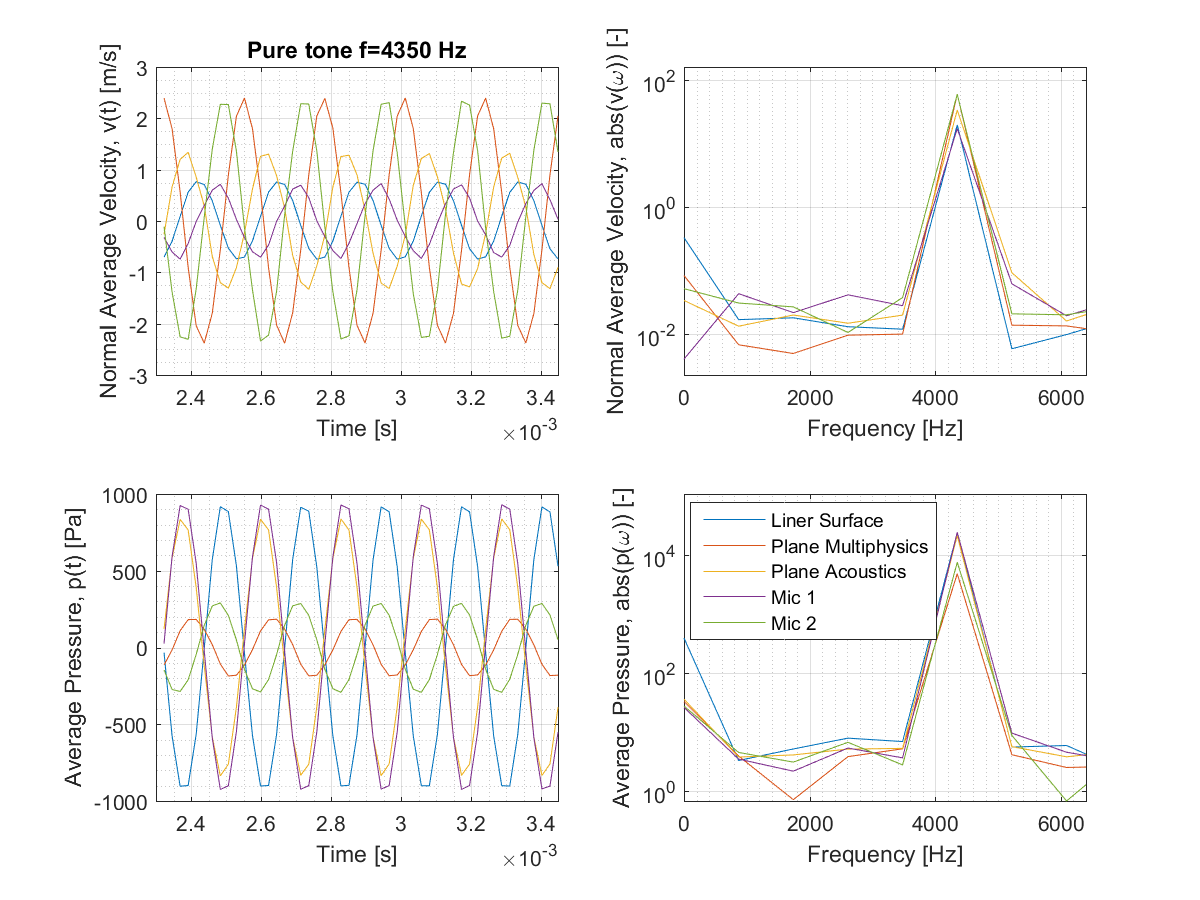 Pure tone f=4350 Hz
Normal Average Velocity, v(t) [m/s]
3
2
1
0
-1
-2
-3
2.4 2.6 2.8 3 3.2 3.4
×10-3
Time [s]
Normal Average Velocity, abs(v(ω)) [-]
10²
10⁰
10-2
0 2000 4000 6000
Frequency [Hz]
Average Pressure, p(t) [Pa]
1000
500
0
-500
-1000
2.4 2.6 2.8 3 3.2 3.4
×10-3
Time [s]
Average Pressure, abs(p(ω)) [-]
10⁴
10²
10⁰
Liner Surface
Plane Multiphysics
Plane Acoustics
Mic 1
Mic 2
0 2000 4000 6000
Frequency [Hz]